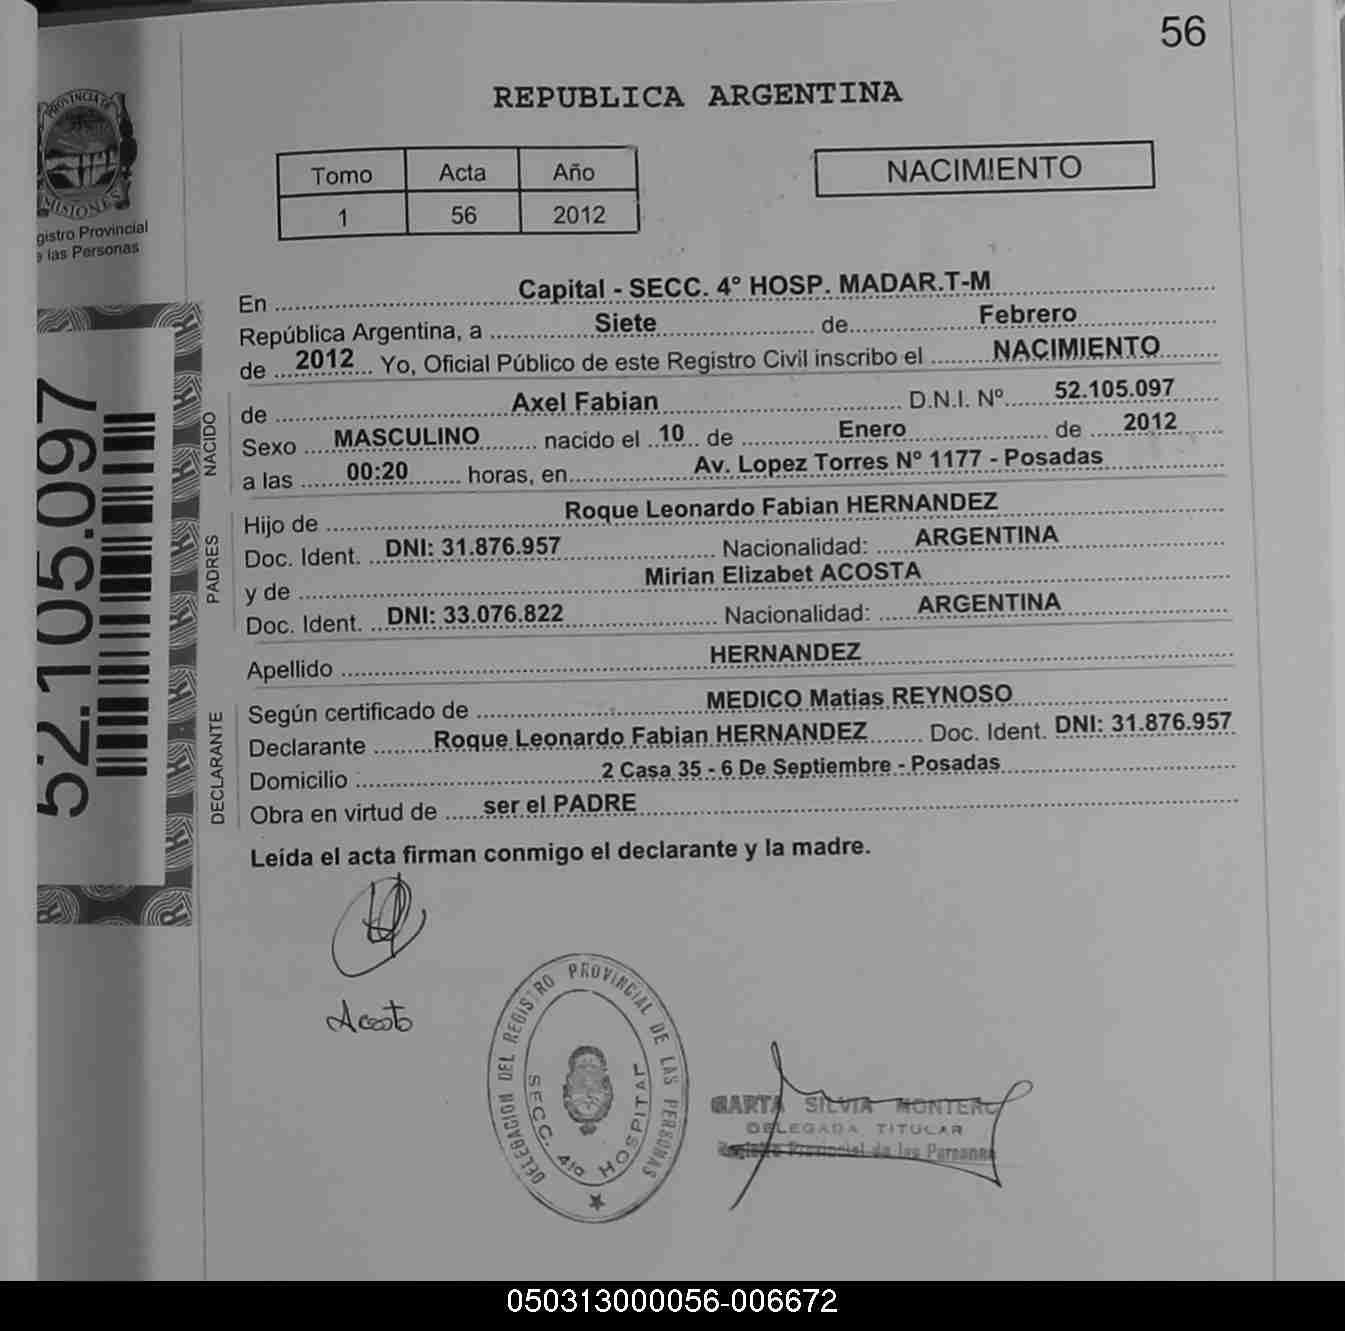 56
REPUBLICA ARGENTINA
Tomo Acta Año
1 56 2012
NACIMIENTO
PROVINCIA DE
MISIONES
gistro Provincial
e las Personas
52.105.097
En Capital - SECC. 4° HOSP. MADAR.T-M
República Argentina, a Siete de Febrero
de 2012 Yo, Oficial Público de este Registro Civil inscribo el NACIMIENTO
NACIDO
de Axel Fabian D.N.I. Nº 52.105.097
Sexo MASCULINO nacido el 10 de Enero de 2012
a las 00:20 horas, en Av. Lopez Torres Nº 1177 - Posadas
PADRES
Hijo de Roque Leonardo Fabian HERNANDEZ
Doc. Ident. DNI: 31.876.957 Nacionalidad: ARGENTINA
y de Mirian Elizabet ACOSTA
Doc. Ident. DNI: 33.076.822 Nacionalidad: ARGENTINA
Apellido HERNANDEZ
DECLARANTE
Según certificado de MEDICO Matias REYNOSO
Declarante Roque Leonardo Fabian HERNANDEZ Doc. Ident. DNI: 31.876.957
Domicilio 2 Casa 35 - 6 De Septiembre - Posadas
Obra en virtud de ser el PADRE
Leída el acta firman conmigo el declarante y la madre.
Acosta
DELEGACION DEL REGISTRO PROVINCIAL DE LAS PERSONAS
SECC. 4ta HOSPITAL
MARTA SILVIA MONTERO
DELEGADA TITULAR
Registro Provincial de las Personas
050313000056-006672